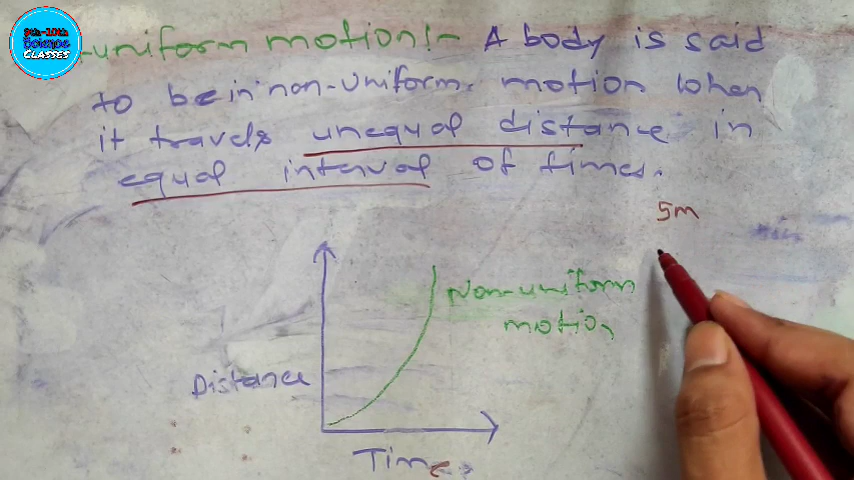 9th-10th
Science
CLASSES
-uniform motion:- A body is said
to be in non-uniform motion when
it travels unequal distance in
equal interval of times.
5m
Non-uniform
motion
Distance
Time